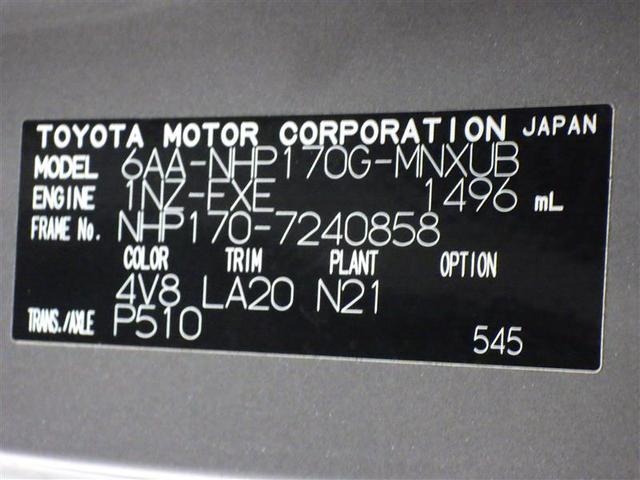 TOYOTA MOTOR CORPORATION JAPAN
MODEL 6AA-NHP170G-MNXUB
ENGINE 1NZ-EXE 1496 mL
FRAME No. NHP170-7240858
COLOR TRIM PLANT OPTION
4V8 LA20 N21
TRANS./AXLE P510
545